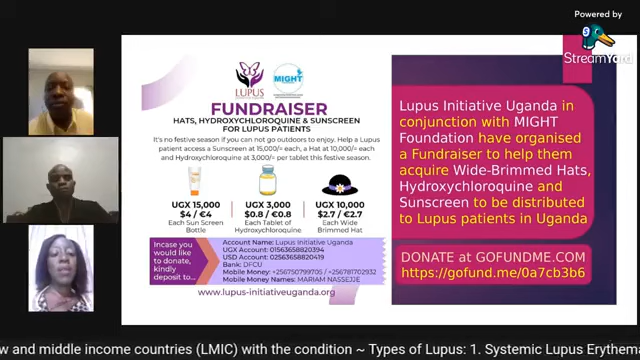 Powered by
StreamYard
LUPUS
MIGHT
FUNDRAISER
HATS, HYDROXYCHLOROQUINE & SUNSCREEN
FOR LUPUS PATIENTS
It's no festive season if you can not go outdoors to enjoy. Help a Lupus
patient access a Sunscreen at 15,000/= each, a Hat at 10,000/= each
and Hydroxychloroquine at 3,000/= per tablet this festive season.
UGX 15,000
$4 / €4
Each Sun Screen
Bottle
UGX 3,000
$0.8 / €0.8
Each Tablet of
Hydroxychloroquine
UGX 10,000
$2.7 / €2.7
Each Wide
Brimmed Hat
Incase you
would like
to donate,
kindly
deposit to...
Account Name: Lupus Initiative Uganda
UGX Account: 01563658820394
USD Account: 02563658820419
Bank: DFCU
Mobile Money: +256750799705 / +256781702932
Mobile Money Names: MARIAM NASSEJJE
www.lupus-initiativeuganda.org
Lupus Initiative Uganda in
conjunction with MIGHT
Foundation have organised
a Fundraiser to help them
acquire Wide-Brimmed Hats,
Hydroxychloroquine and
Sunscreen to be distributed
to Lupus patients in Uganda
DONATE at GOFUNDME.COM
https://gofund.me/0a7cb3b6
w and middle income countries (LMIC) with the condition ~ Types of Lupus: 1. Systemic Lupus Erythema